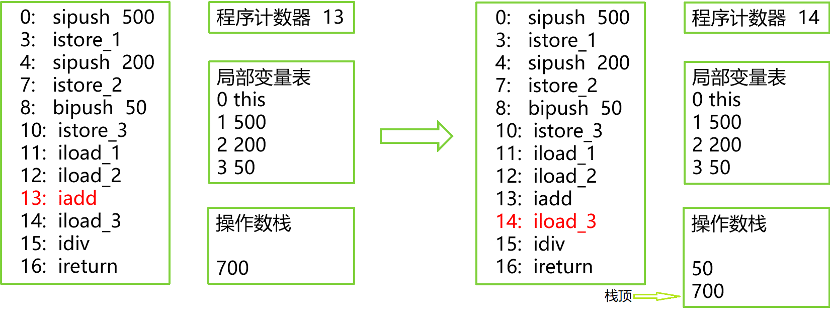 0: sipush 500
3: istore_1
4: sipush 200
7: istore_2
8: bipush 50
10: istore_3
11: iload_1
12: iload_2
13: iadd
14: iload_3
15: idiv
16: ireturn
程序计数器 13
局部变量表
0 this
1 500
2 200
3 50
操作数栈
700
0: sipush 500
3: istore_1
4: sipush 200
7: istore_2
8: bipush 50
10: istore_3
11: iload_1
12: iload_2
13: iadd
14: iload_3
15: idiv
16: ireturn
程序计数器 14
局部变量表
0 this
1 500
2 200
3 50
操作数栈
50
700
栈顶